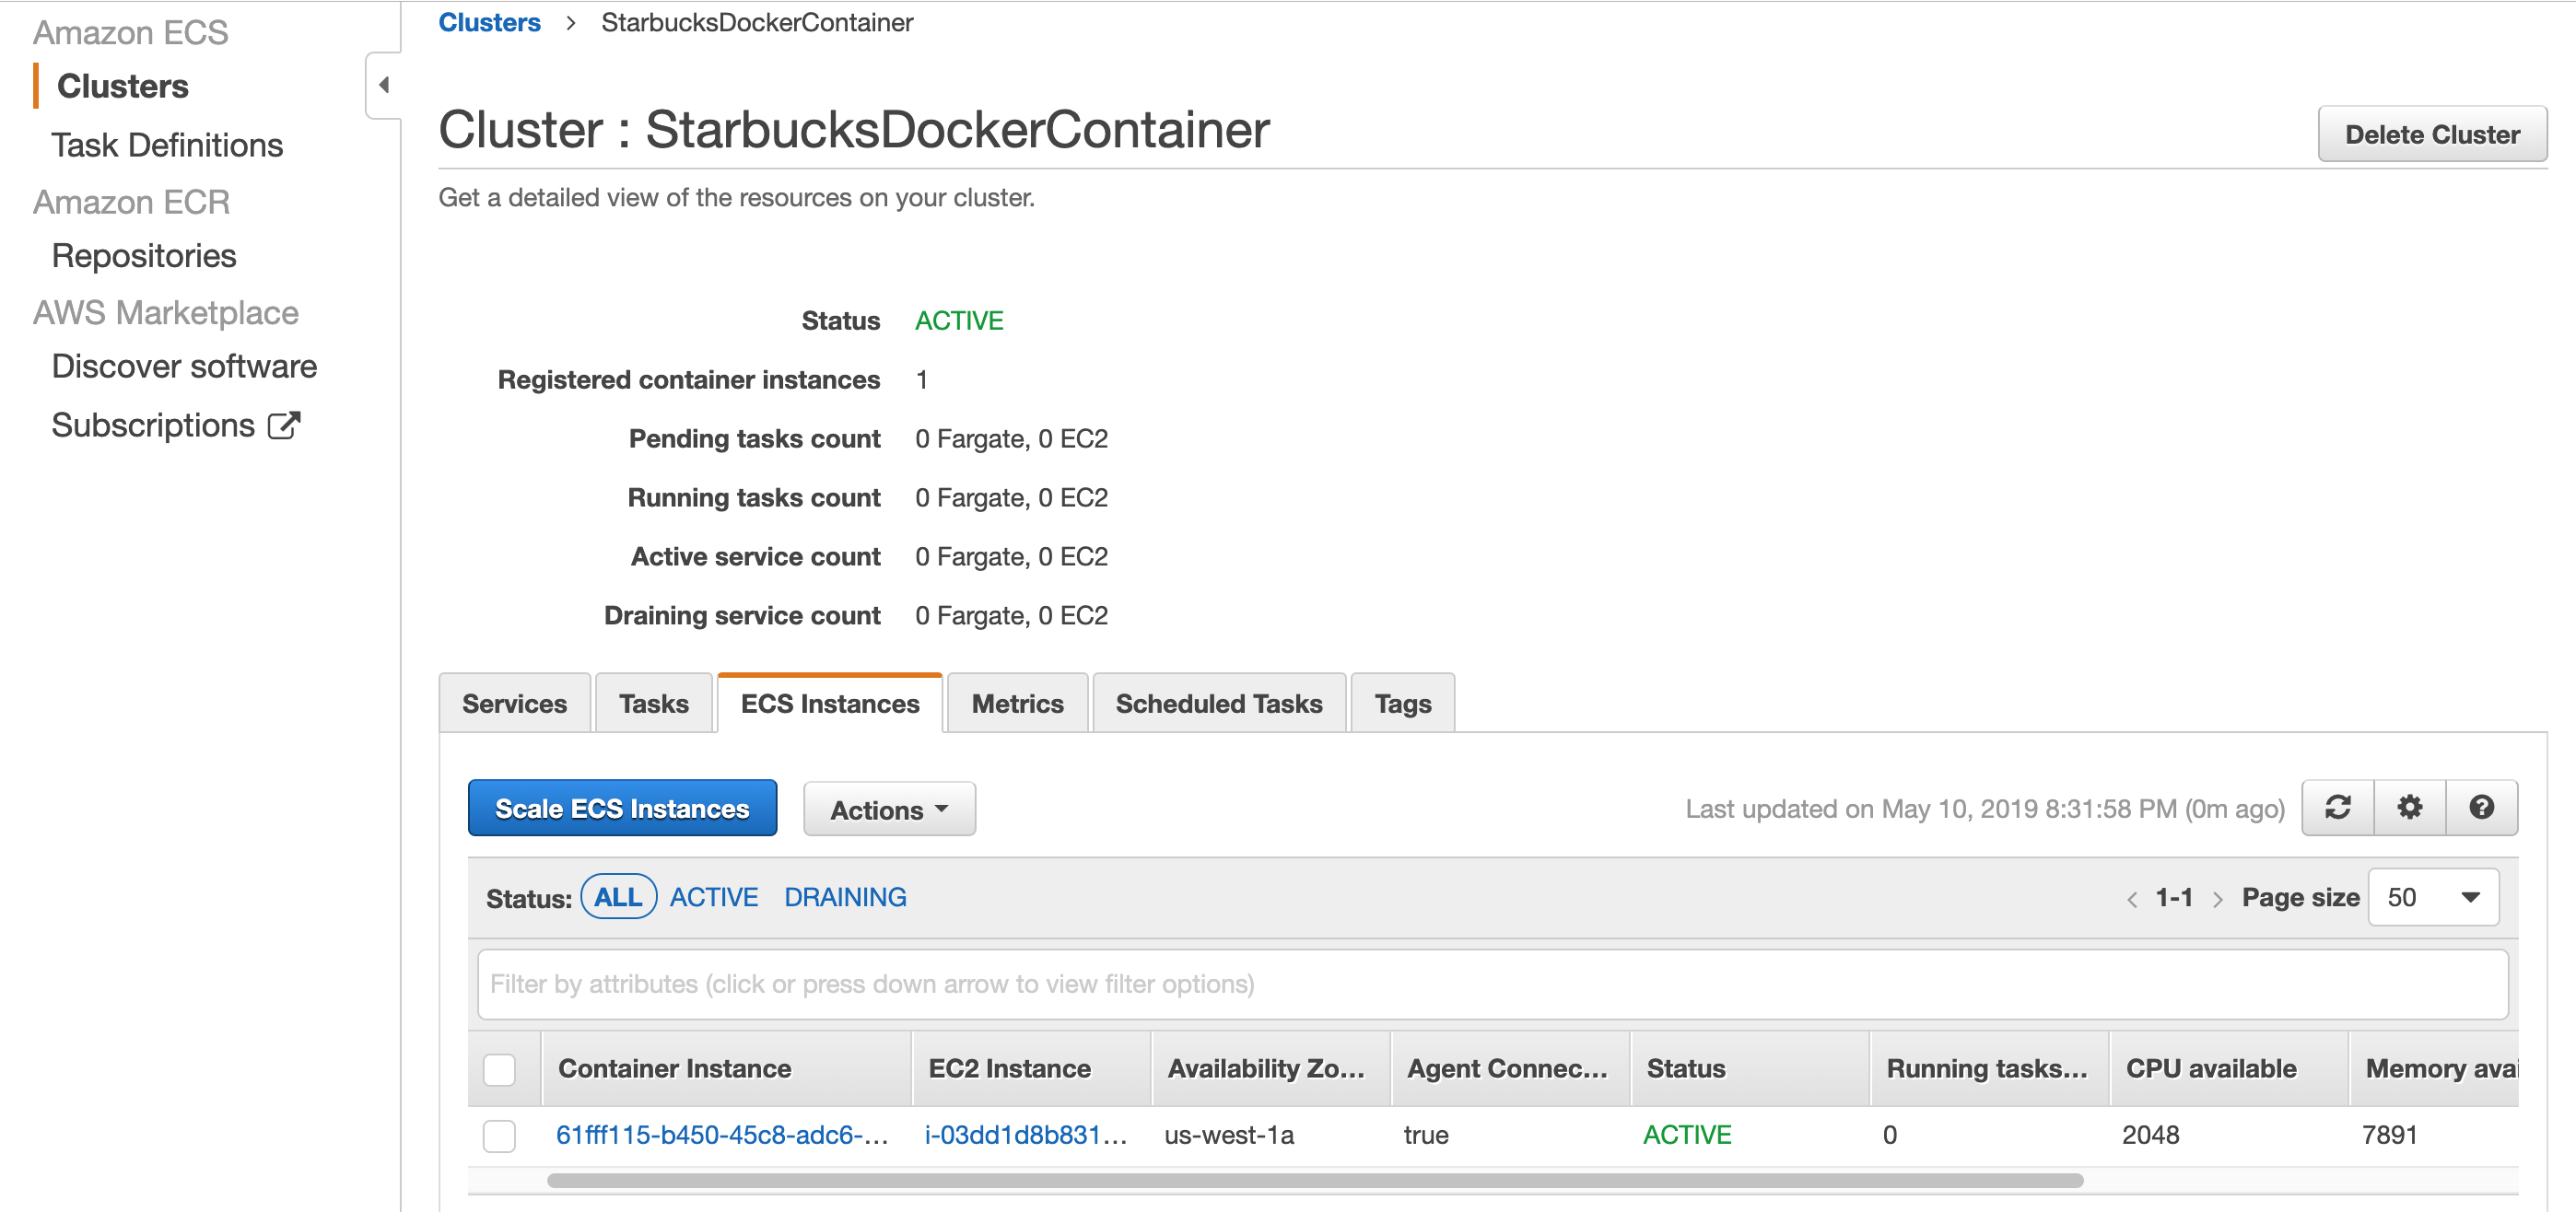 Amazon ECS
Clusters
Task Definitions
Amazon ECR
Repositories
AWS Marketplace
Discover software
Subscriptions
Clusters > StarbucksDockerContainer
Cluster : StarbucksDockerContainer
Delete Cluster
Get a detailed view of the resources on your cluster.
Status ACTIVE
Registered container instances 1
Pending tasks count 0 Fargate, 0 EC2
Running tasks count 0 Fargate, 0 EC2
Active service count 0 Fargate, 0 EC2
Draining service count 0 Fargate, 0 EC2
Services Tasks ECS Instances Metrics Scheduled Tasks Tags
Scale ECS Instances Actions Last updated on May 10, 2019 8:31:58 PM (0m ago)
Status: ALL ACTIVE DRAINING < 1-1 > Page size 50
Filter by attributes (click or press down arrow to view filter options)
Container Instance EC2 Instance Availability Zo... Agent Connec... Status Running tasks... CPU available Memory avai
61fff115-b450-45c8-adc6-... i-03dd1d8b831... us-west-1a true ACTIVE 0 2048 7891